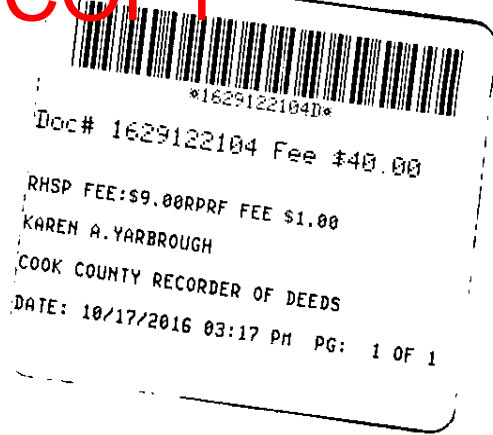 COPY
*1629122104D*
Doc# 1629122104 Fee $40.00
RHSP FEE:$9.00RPRF FEE $1.00
KAREN A.YARBROUGH
COOK COUNTY RECORDER OF DEEDS
DATE: 10/17/2016 03:17 PM PG: 1 OF 1